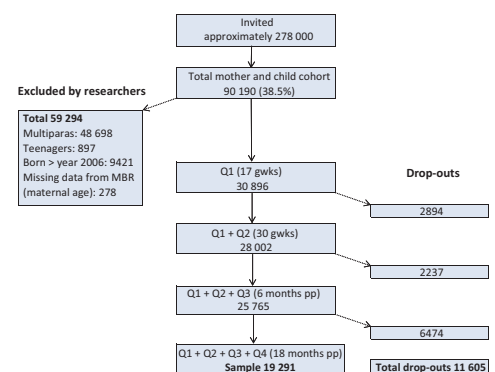 Invited
approximately 278 000
Total mother and child cohort
90 190 (38.5%)
Excluded by researchers
Total 59 294
Multiparas: 48 698
Teenagers: 897
Born > year 2006: 9421
Missing data from MBR
(maternal age): 278
Q1 (17 gwks)
30 896
Drop-outs
2894
Q1 + Q2 (30 gwks)
28 002
2237
Q1 + Q2 + Q3 (6 months pp)
25 765
6474
Q1 + Q2 + Q3 + Q4 (18 months pp)
Sample 19 291
Total drop-outs 11 605